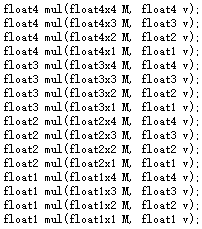 float4 mul(float4x4 M, float4 v);
float4 mul(float4x3 M, float3 v);
float4 mul(float4x2 M, float2 v);
float4 mul(float4x1 M, float1 v);
float3 mul(float3x4 M, float4 v);
float3 mul(float3x3 M, float3 v);
float3 mul(float3x2 M, float2 v);
float3 mul(float3x1 M, float1 v);
float2 mul(float2x4 M, float4 v);
float2 mul(float2x3 M, float3 v);
float2 mul(float2x2 M, float2 v);
float2 mul(float2x1 M, float1 v);
float1 mul(float1x4 M, float4 v);
float1 mul(float1x3 M, float3 v);
float1 mul(float1x2 M, float2 v);
float1 mul(float1x1 M, float1 v);